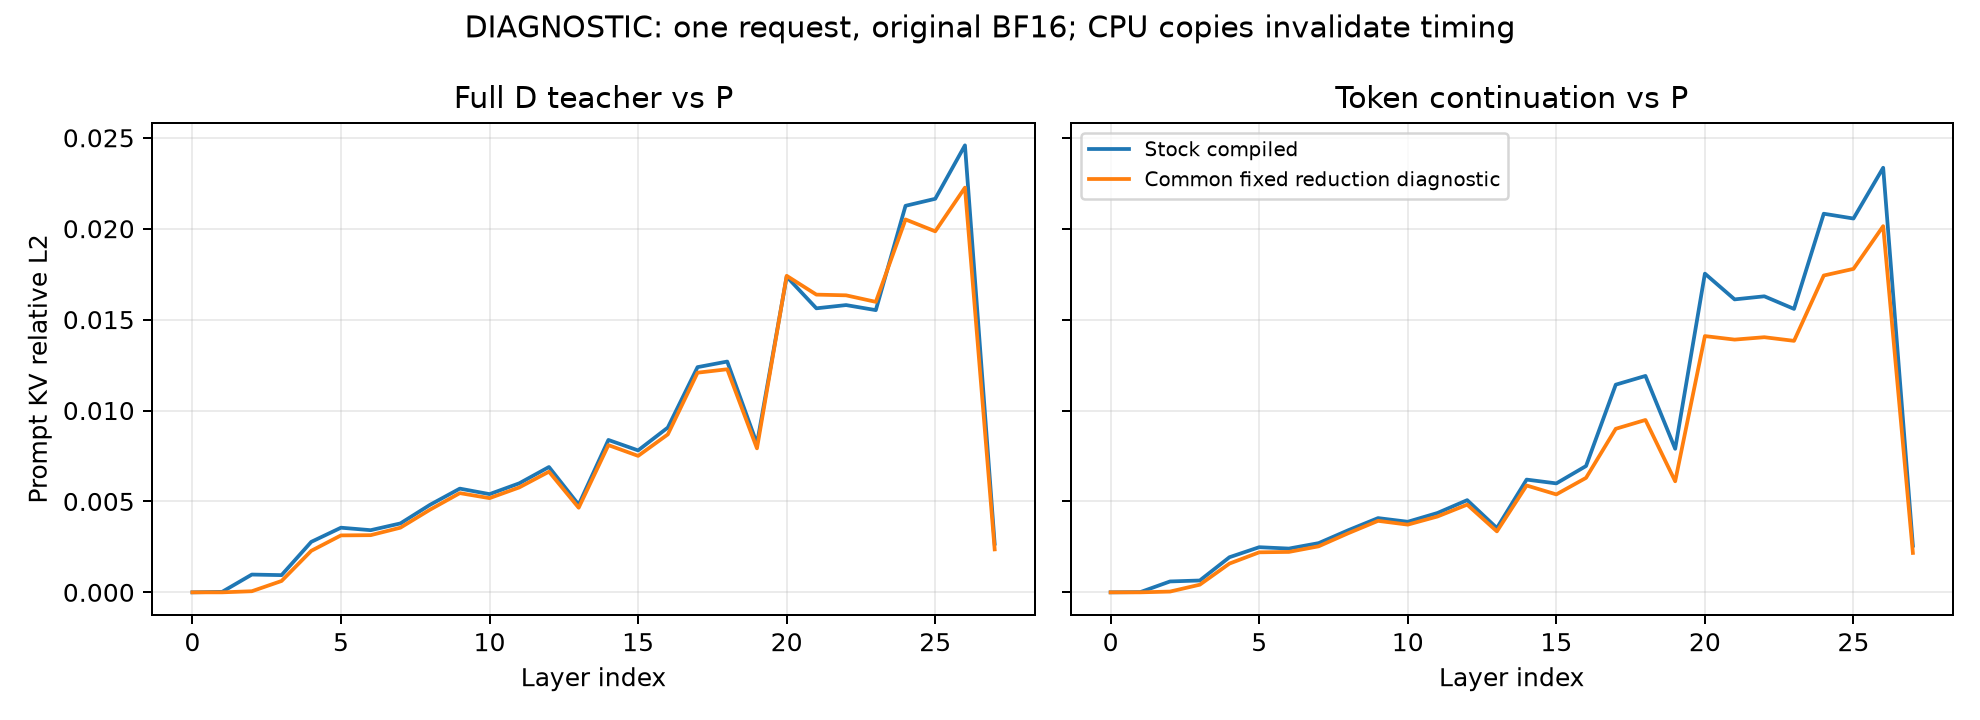 DIAGNOSTIC: one request, original BF16; CPU copies invalidate timing
Full D teacher vs P
Prompt KV relative L2
0.025
0.020
0.015
0.010
0.005
0.000
0 5 10 15 20 25
Layer index
Token continuation vs P
Stock compiled
Common fixed reduction diagnostic
0 5 10 15 20 25
Layer index